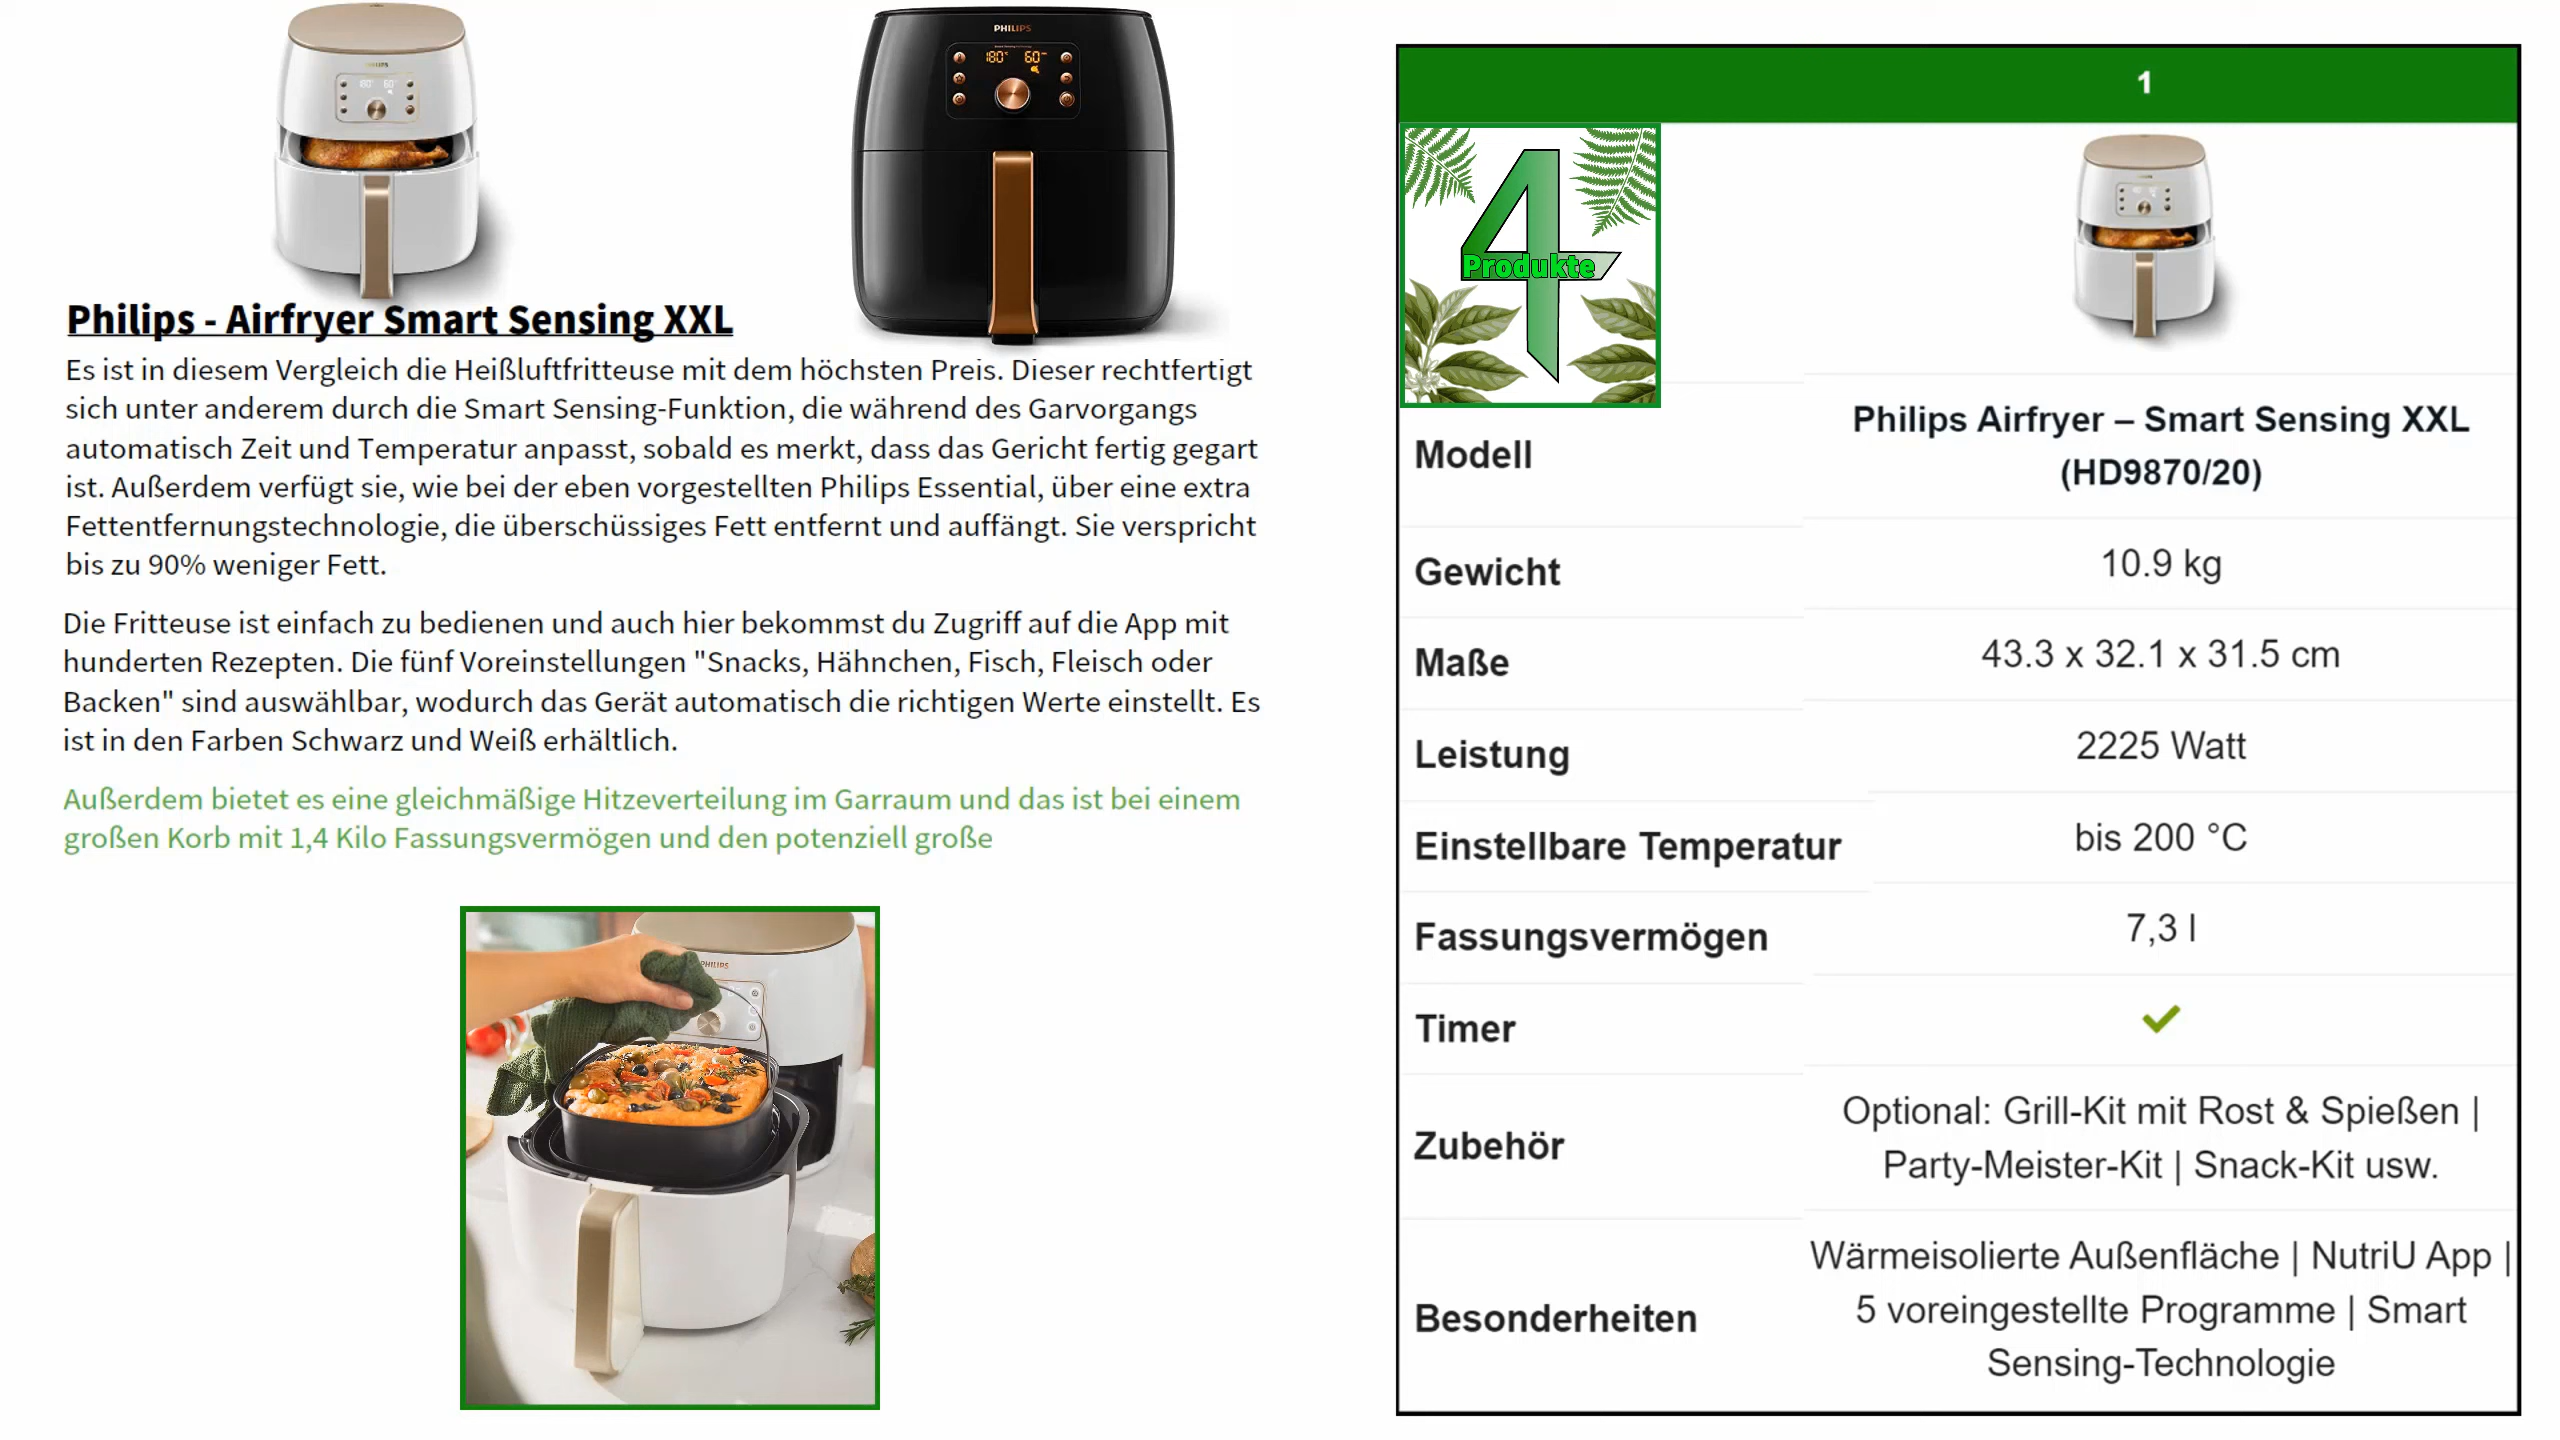 PHILIPS
180° 60
PHILIPS
Philips - Airfryer Smart Sensing XXL
Es ist in diesem Vergleich die Heißluftfritteuse mit dem höchsten Preis. Dieser rechtfertigt
sich unter anderem durch die Smart Sensing-Funktion, die während des Garvorgangs
automatisch Zeit und Temperatur anpasst, sobald es merkt, dass das Gericht fertig gegart
ist. Außerdem verfügt sie, wie bei der eben vorgestellten Philips Essential, über eine extra
Fettentfernungstechnologie, die überschüssiges Fett entfernt und auffängt. Sie verspricht
bis zu 90% weniger Fett.
Die Fritteuse ist einfach zu bedienen und auch hier bekommst du Zugriff auf die App mit
hunderten Rezepten. Die fünf Voreinstellungen "Snacks, Hähnchen, Fisch, Fleisch oder
Backen" sind auswählbar, wodurch das Gerät automatisch die richtigen Werte einstellt. Es
ist in den Farben Schwarz und Weiß erhältlich.
Außerdem bietet es eine gleichmäßige Hitzeverteilung im Garraum und das ist bei einem
großen Korb mit 1,4 Kilo Fassungsvermögen und den potenziell große
PHILIPS
1
4
Produkte
Modell Philips Airfryer – Smart Sensing XXL
(HD9870/20)
Gewicht 10.9 kg
Maße 43.3 x 32.1 x 31.5 cm
Leistung 2225 Watt
Einstellbare Temperatur bis 200 °C
Fassungsvermögen 7,3 l
Timer
Zubehör Optional: Grill-Kit mit Rost & Spießen |
Party-Meister-Kit | Snack-Kit usw.
Besonderheiten Wärmeisolierte Außenfläche | NutriU App |
5 voreingestellte Programme | Smart
Sensing-Technologie